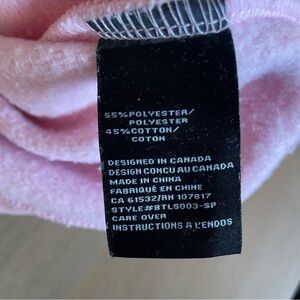 55%POLYESTER/
POLYESTER
45%COTTON/
COTON
DESIGNED IN CANADA
DESIGN CONÇU AU CANADA
MADE IN CHINA
FABRIQUÉ EN CHINE
CA 61532/RN 107817
STYLE#BTLS003-SP
CARE OVER
INSTRUCTIONS A L'ENDOS